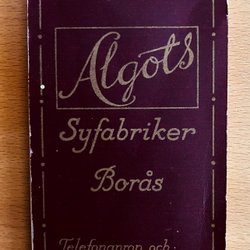 Algots
Syfabriker
Borås
Telefonanrop och